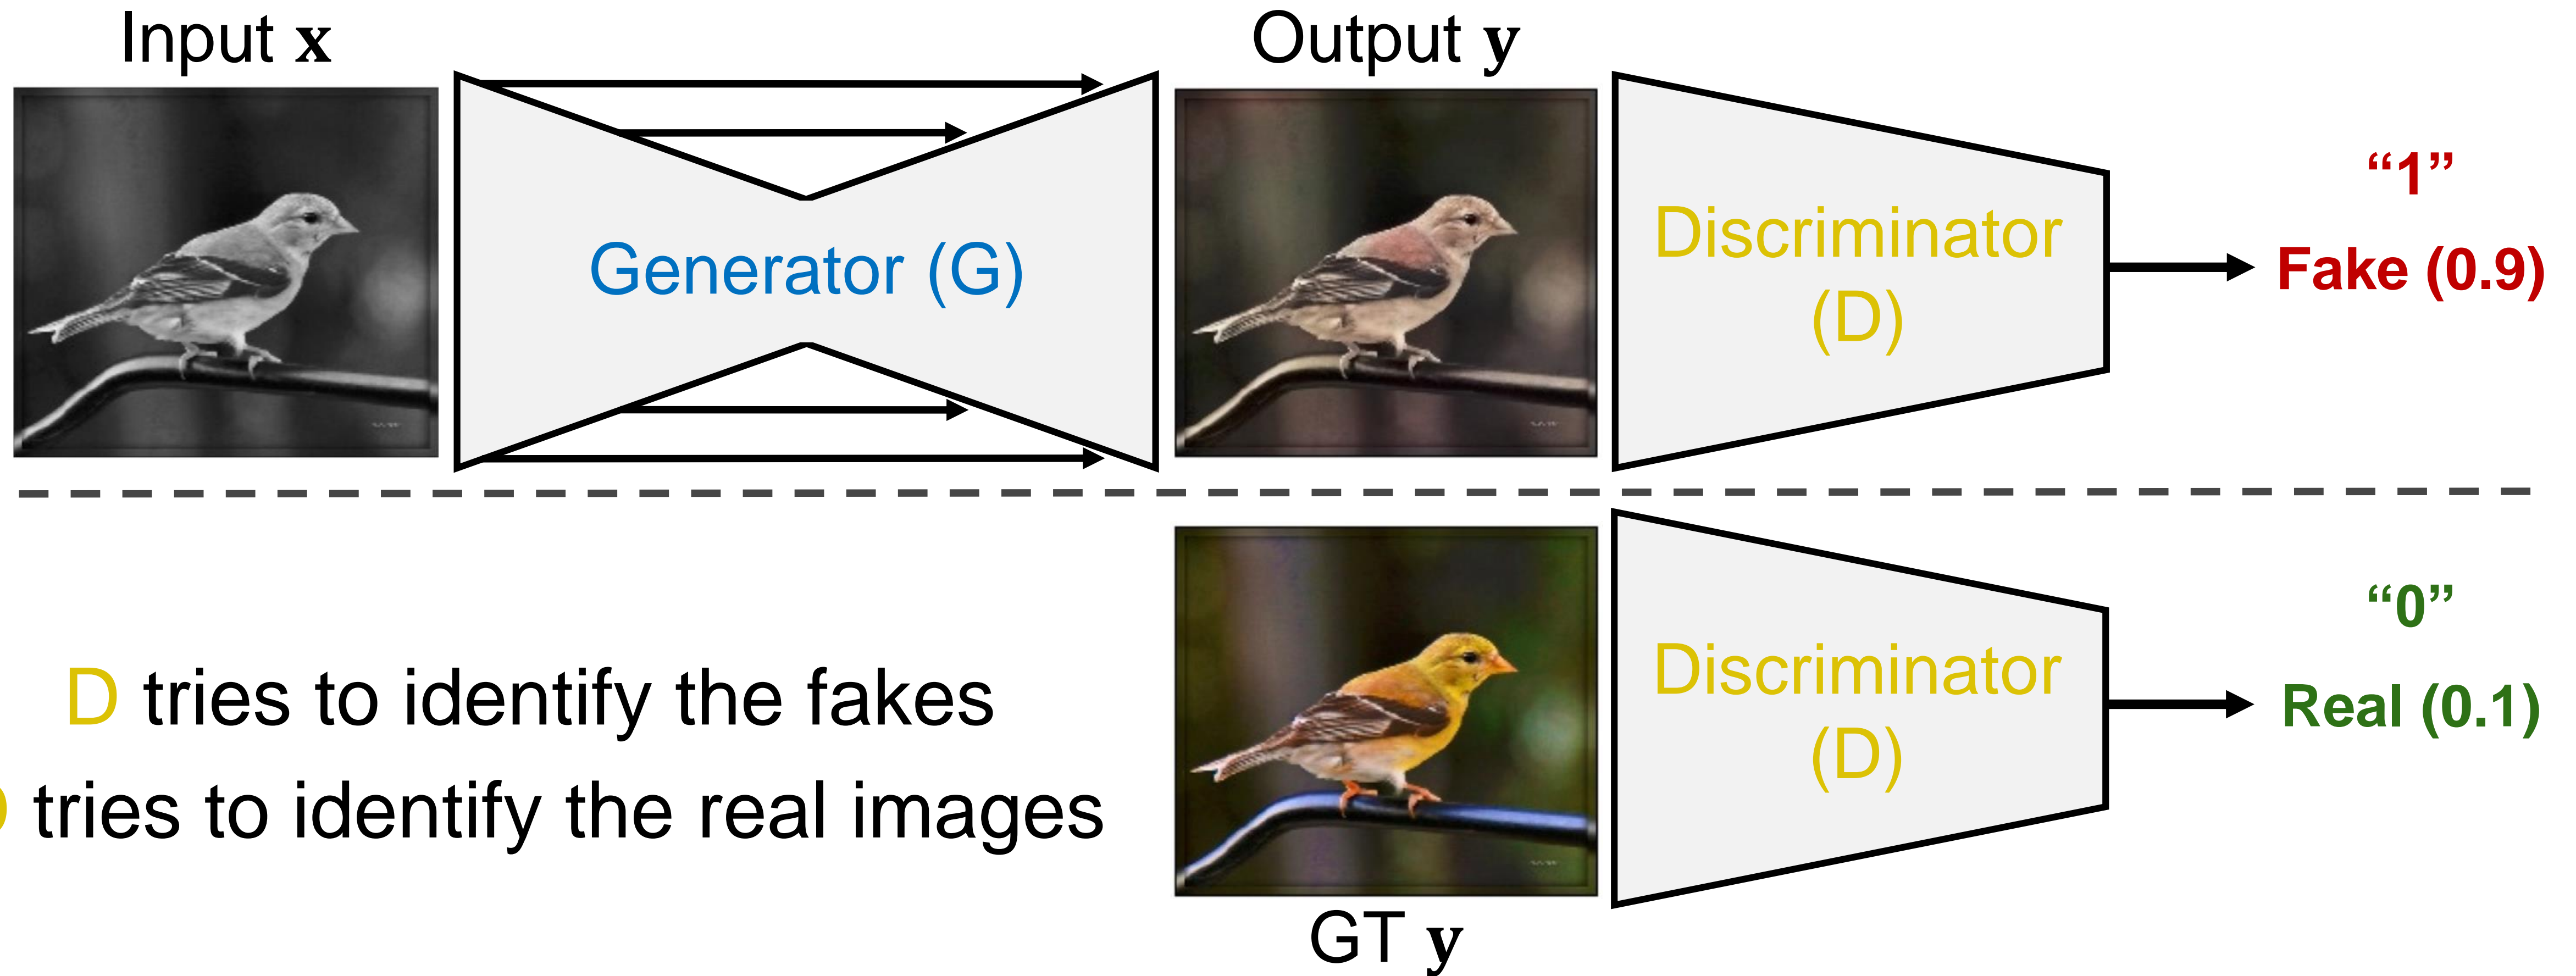 Input x
Output y
Generator (G)
Discriminator
(D)
“1”
Fake (0.9)
D tries to identify the fakes
D tries to identify the real images
Discriminator
(D)
“0”
Real (0.1)
GT y